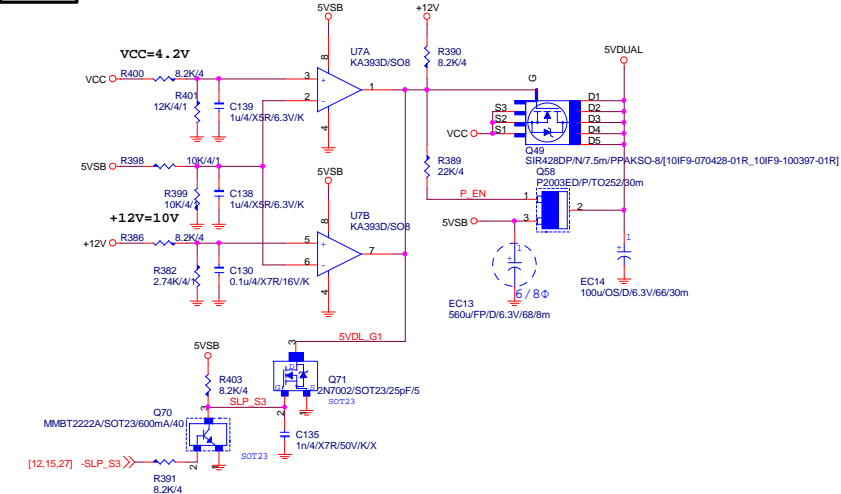 5VSB
+12V
VCC=4.2V
U7A
KA393D/SO8
R390
8.2K/4
5VDUAL
VCC
R400
8.2K/4
8
3
2
1
4
G
R401
12K/4/1
C139
1u/4/X5R/6.3V/K
S3
S2
S1
VCC
D1
D2
D3
D4
D5
Q49
SIR428DP/N/7.5m/PPAKSO-8/[10IF9-070428-01R_10IF9-100397-01R]
5VSB
R398
10K/4/1
R389
22K/4
Q58
P2003ED/P/TO252/30m
5VSB
R399
10K/4/1
C138
1u/4/X5R/6.3V/K
P_EN
1
2
3
5VSB
+12V=10V
U7B
KA393D/SO8
+12V
R386
8.2K/4
8
5
6
7
4
R382
2.74K/4/1
C130
0.1u/4/X7R/16V/K
1
6/8Φ
EC13
560u/FP/D/6.3V/68/8m
1
EC14
100u/OS/D/6.3V/66/30m
5VDL_G1
5VSB
3
D
G
S
Q71
2N7002/SOT23/25pF/5
SOT23
R403
8.2K/4
SLP_S3
2
1
Q70
MMBT2222A/SOT23/600mA/40
3
SOT23
C135
1n/4/X7R/50V/K/X
[12,15,27] -SLP_S3
2
1
R391
8.2K/4